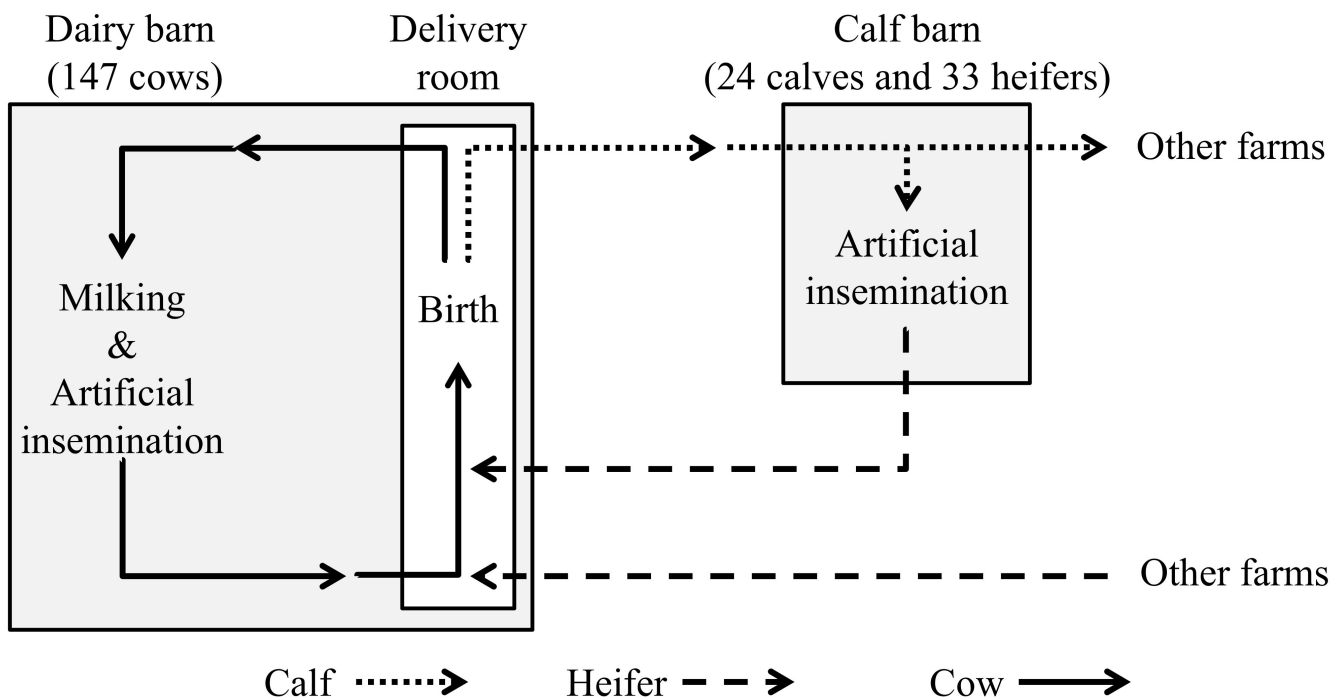 Dairy barn
(147 cows)
Delivery
room
Calf barn
(24 calves and 33 heifers)
Other farms
Milking
&
Artificial
insemination
Birth
Artificial
insemination
Other farms
Calf
Heifer
Cow